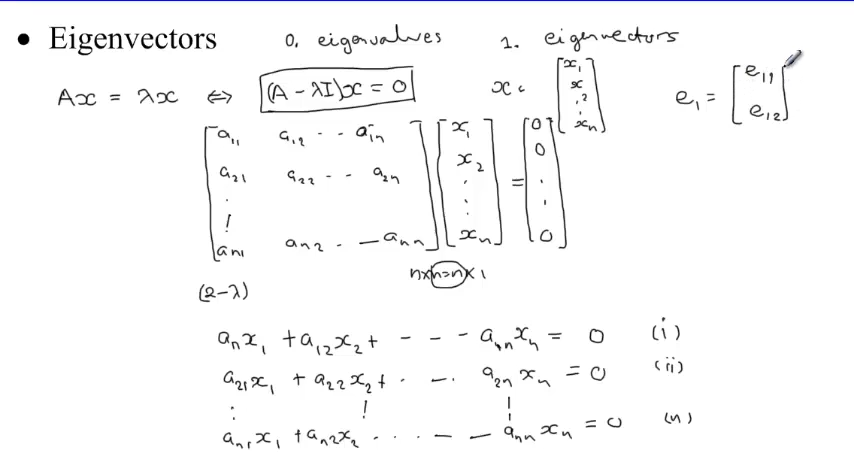 • Eigenvectors 0. eigenvalues 1. eigenvectors
Ax = λx ⇔ (A - λI)x = 0 x = [x₁ x .₂ . xₙ] e₁ = [e₁₁ e₁₂]
[a₁₁ a₁₂ - - a₁ₙ] [x₁] = [0]
[a₂₁ a₂₂ - - a₂ₙ] [x₂] [0]
[. . .]
[! . .]
[aₙ₁ aₙ₂ - — aₙₙ] [xₙ] [0]
n×n=n×1
(2-λ)
a₁₁x₁ + a₁₂x₂ + - - - a₁ₙxₙ = 0 (i)
a₂₁x₁ + a₂₂x₂ + - —. a₂ₙxₙ = 0 (ii)
: ! !
aₙ₁x₁ + aₙ₂x₂ . . . — — aₙₙxₙ = 0 (n)